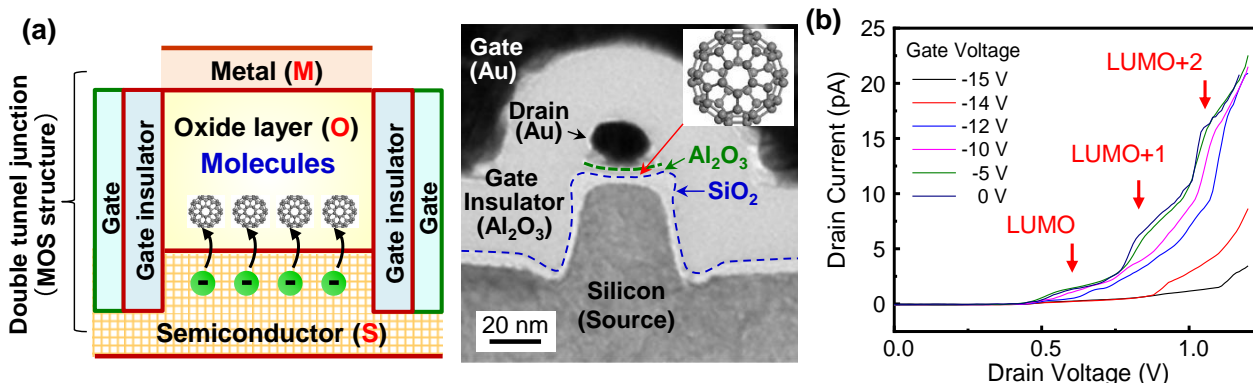 (a)
Double tunnel junction
(MOS structure)
Metal (M)
Oxide layer (O)
Molecules
Gate
Gate insulator
Gate insulator
Gate
- - - -
Semiconductor (S)
Gate
(Au)
Drain
(Au)
Al2O3
SiO2
Gate
Insulator
(Al2O3)
Silicon
(Source)
20 nm
(b)
Gate Voltage
-15 V
-14 V
-12 V
-10 V
-5 V
0 V
LUMO
LUMO+1
LUMO+2
Drain Current (pA)
25
20
15
10
5
0
0.0 0.5 1.0
Drain Voltage (V)